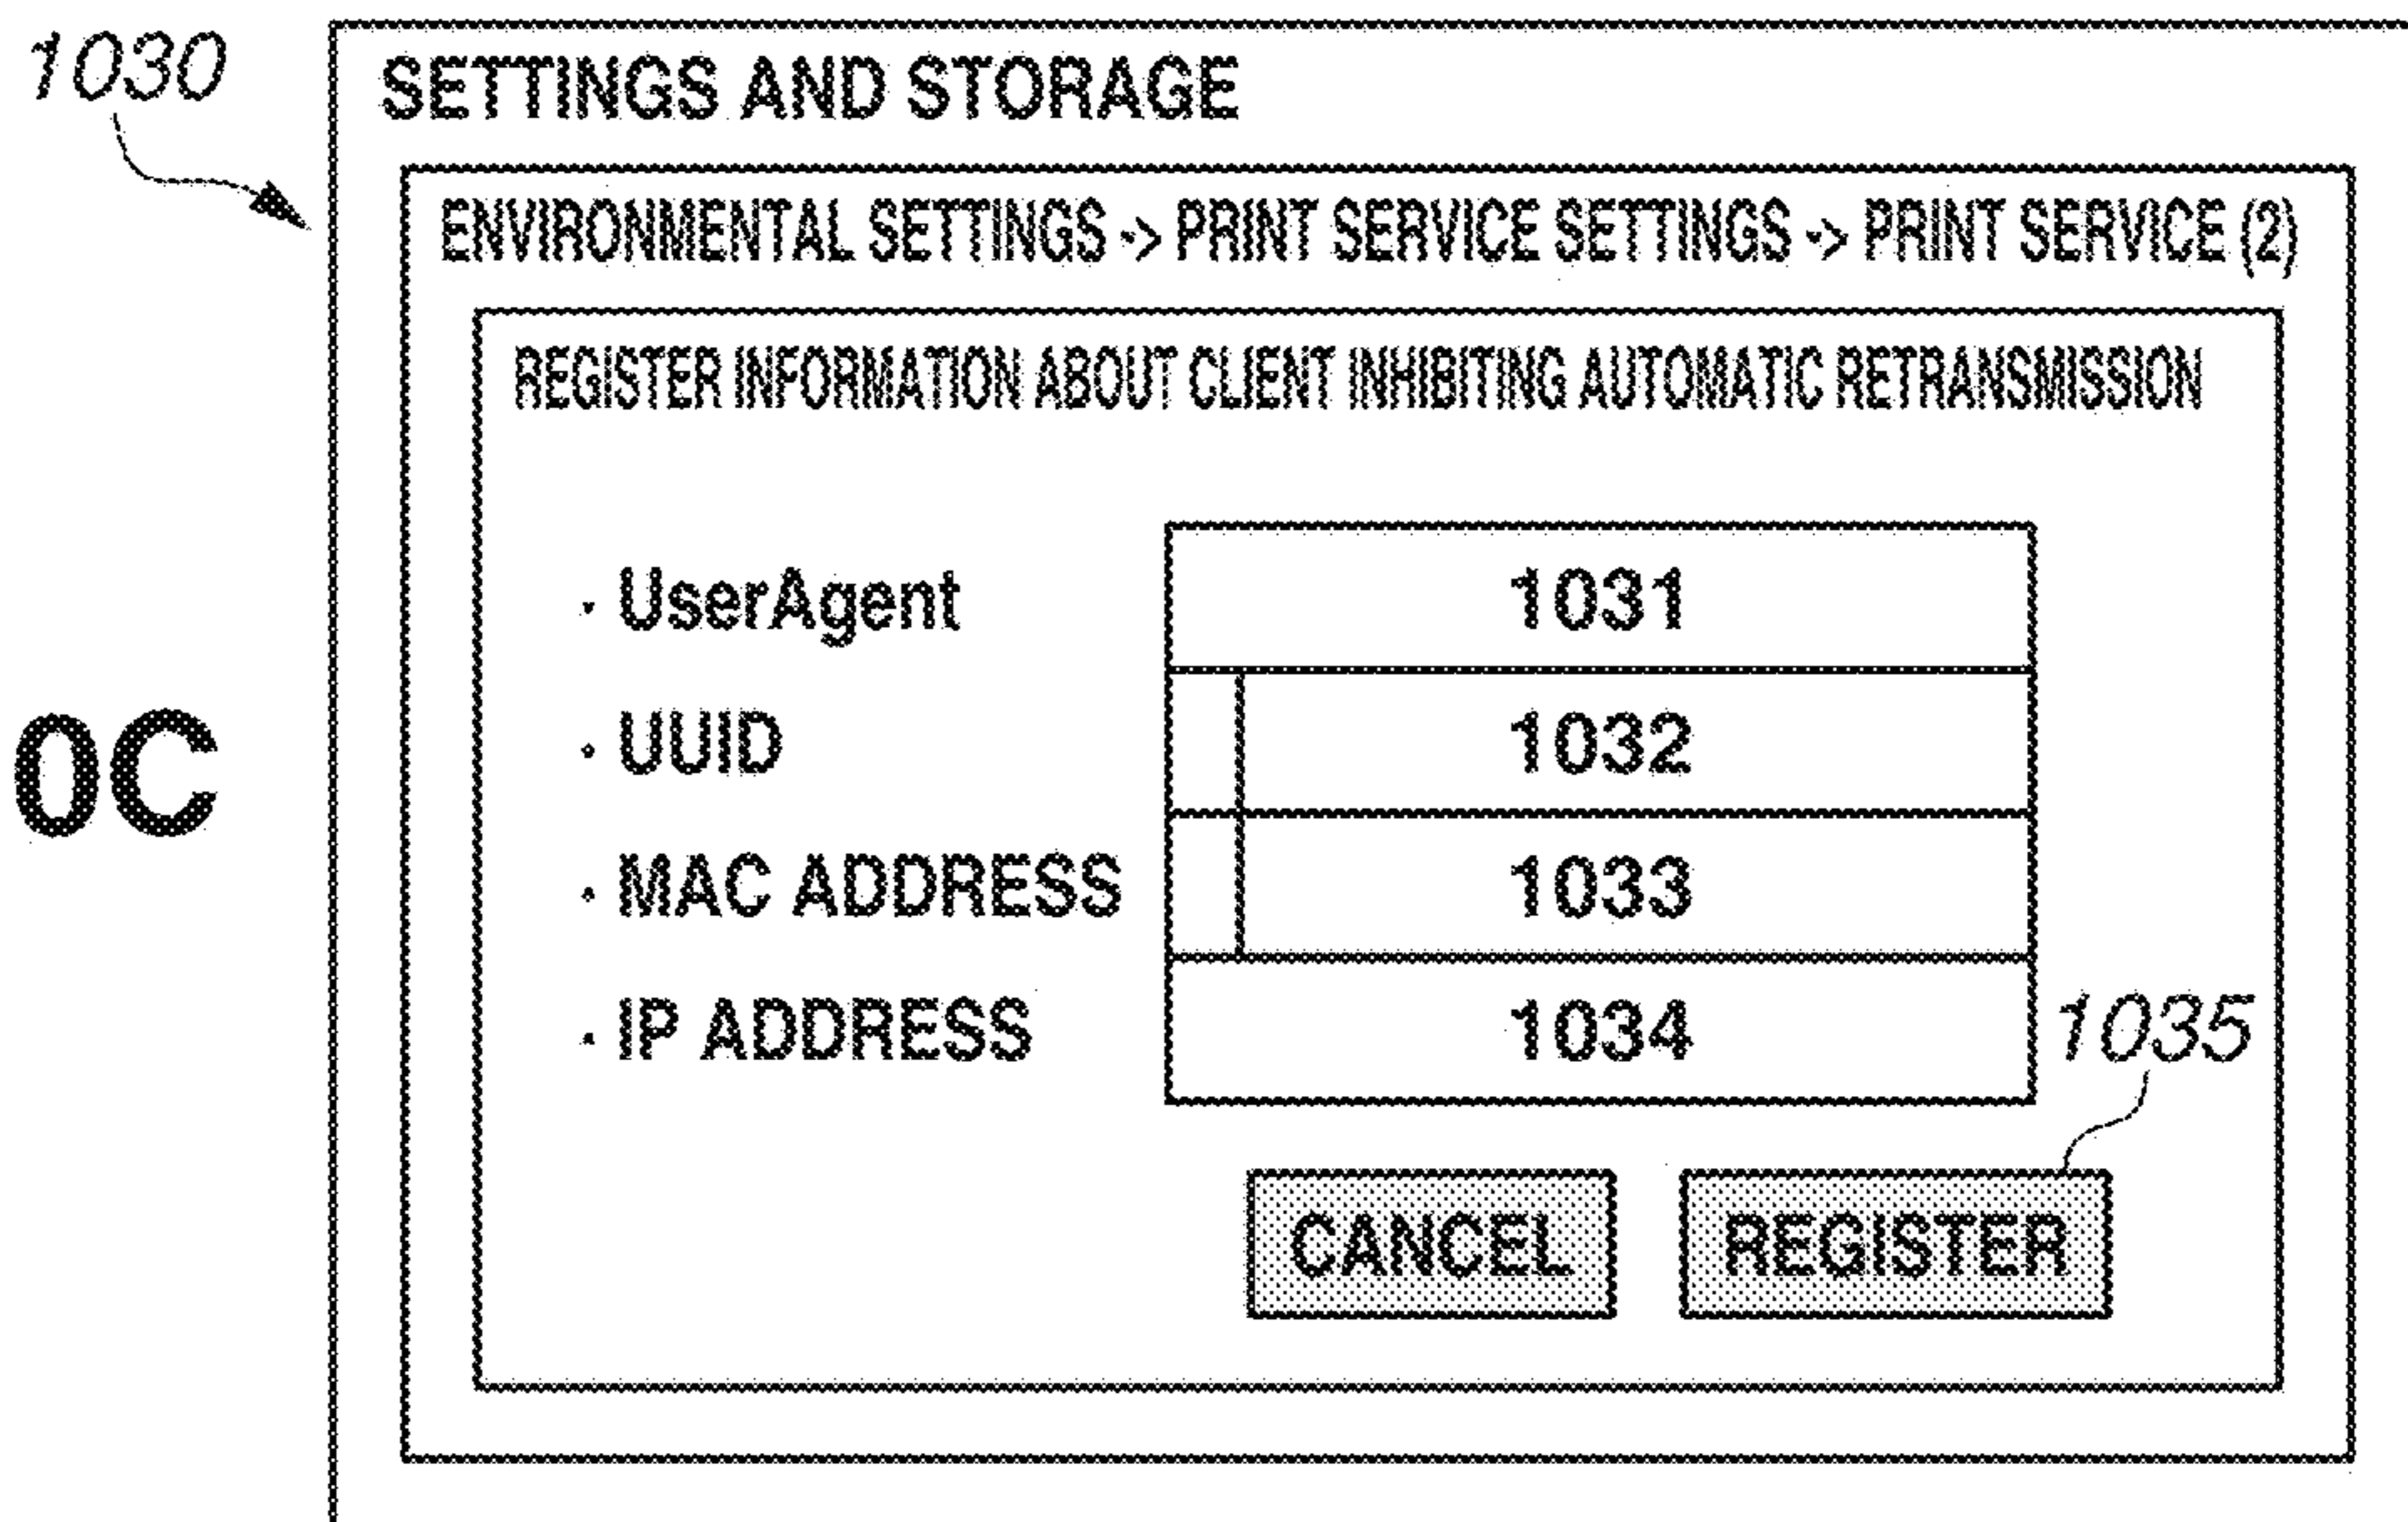 1030
SETTINGS AND STORAGE
ENVIRONMENTAL SETTINGS -> PRINT SERVICE SETTINGS -> PRINT SERVICE (2)
REGISTER INFORMATION ABOUT CLIENT INHIBITING AUTOMATIC RETRANSMISSION
· UserAgent 1031
0C
· UUID 1032
· MAC ADDRESS 1033
· IP ADDRESS 1034
1035
CANCEL REGISTER